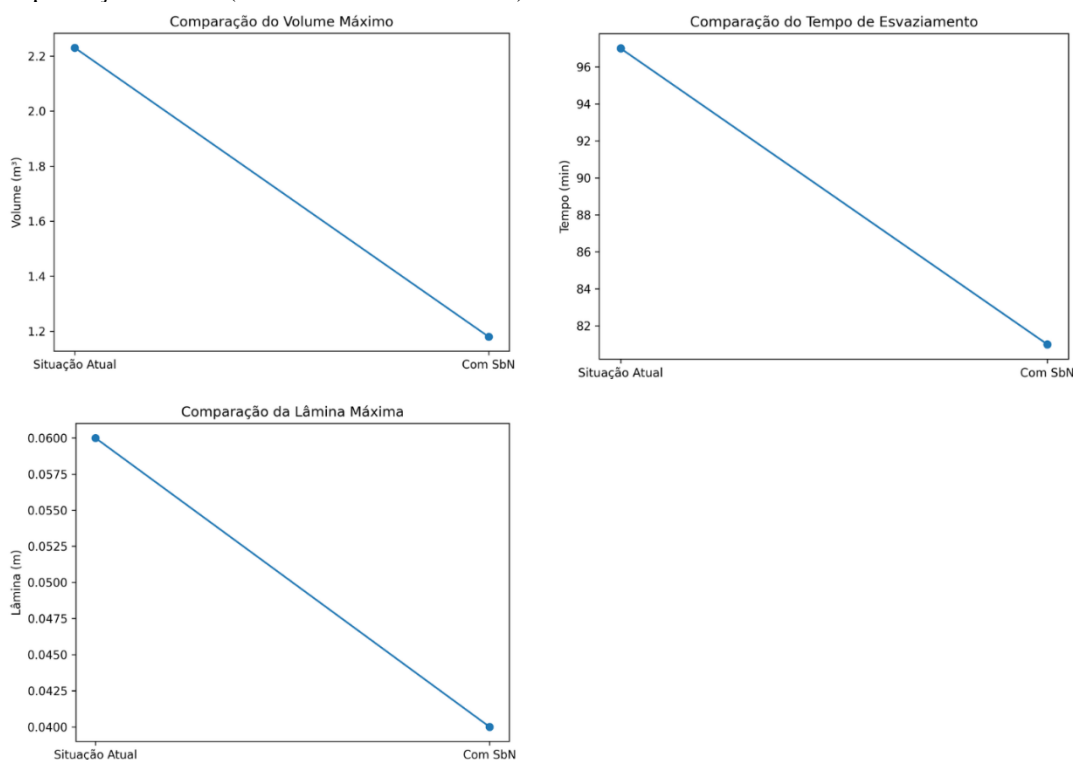 Comparação do Volume Máximo
2.2
2.0
1.8
1.6
1.4
1.2
Volume (m³)
Situação Atual
Com SbN
Comparação do Tempo de Esvaziamento
96
94
92
90
88
86
84
82
Tempo (min)
Situação Atual
Com SbN
Comparação da Lâmina Máxima
0.0600
0.0575
0.0550
0.0525
0.0500
0.0475
0.0450
0.0425
0.0400
Lâmina (m)
Situação Atual
Com SbN